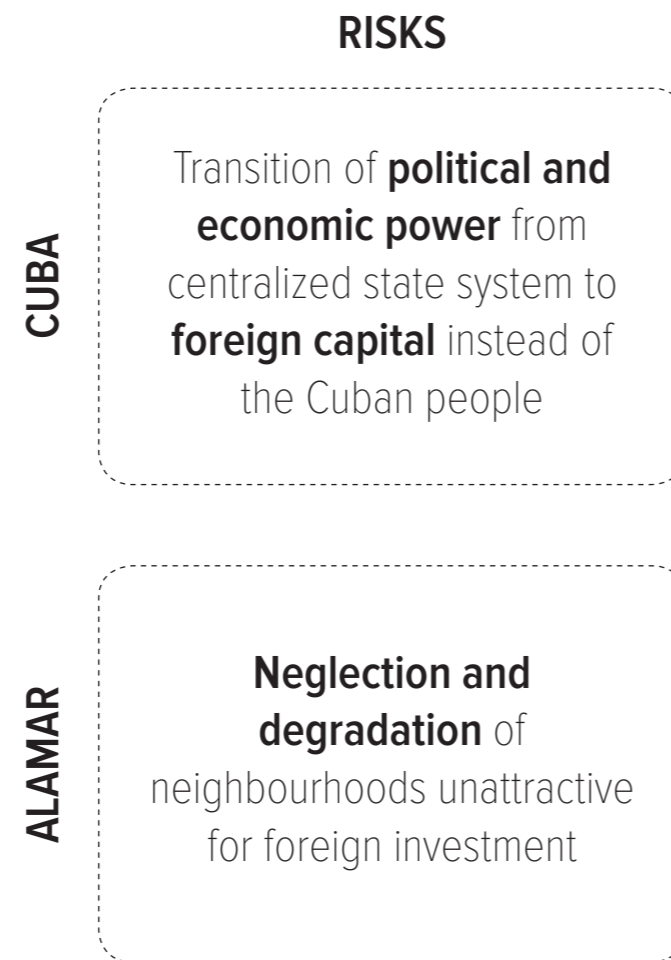 RISKS
CUBA
Transition of political and
economic power from
centralized state system to
foreign capital instead of
the Cuban people
ALAMAR
Neglection and
degradation of
neighbourhoods unattractive
for foreign investment